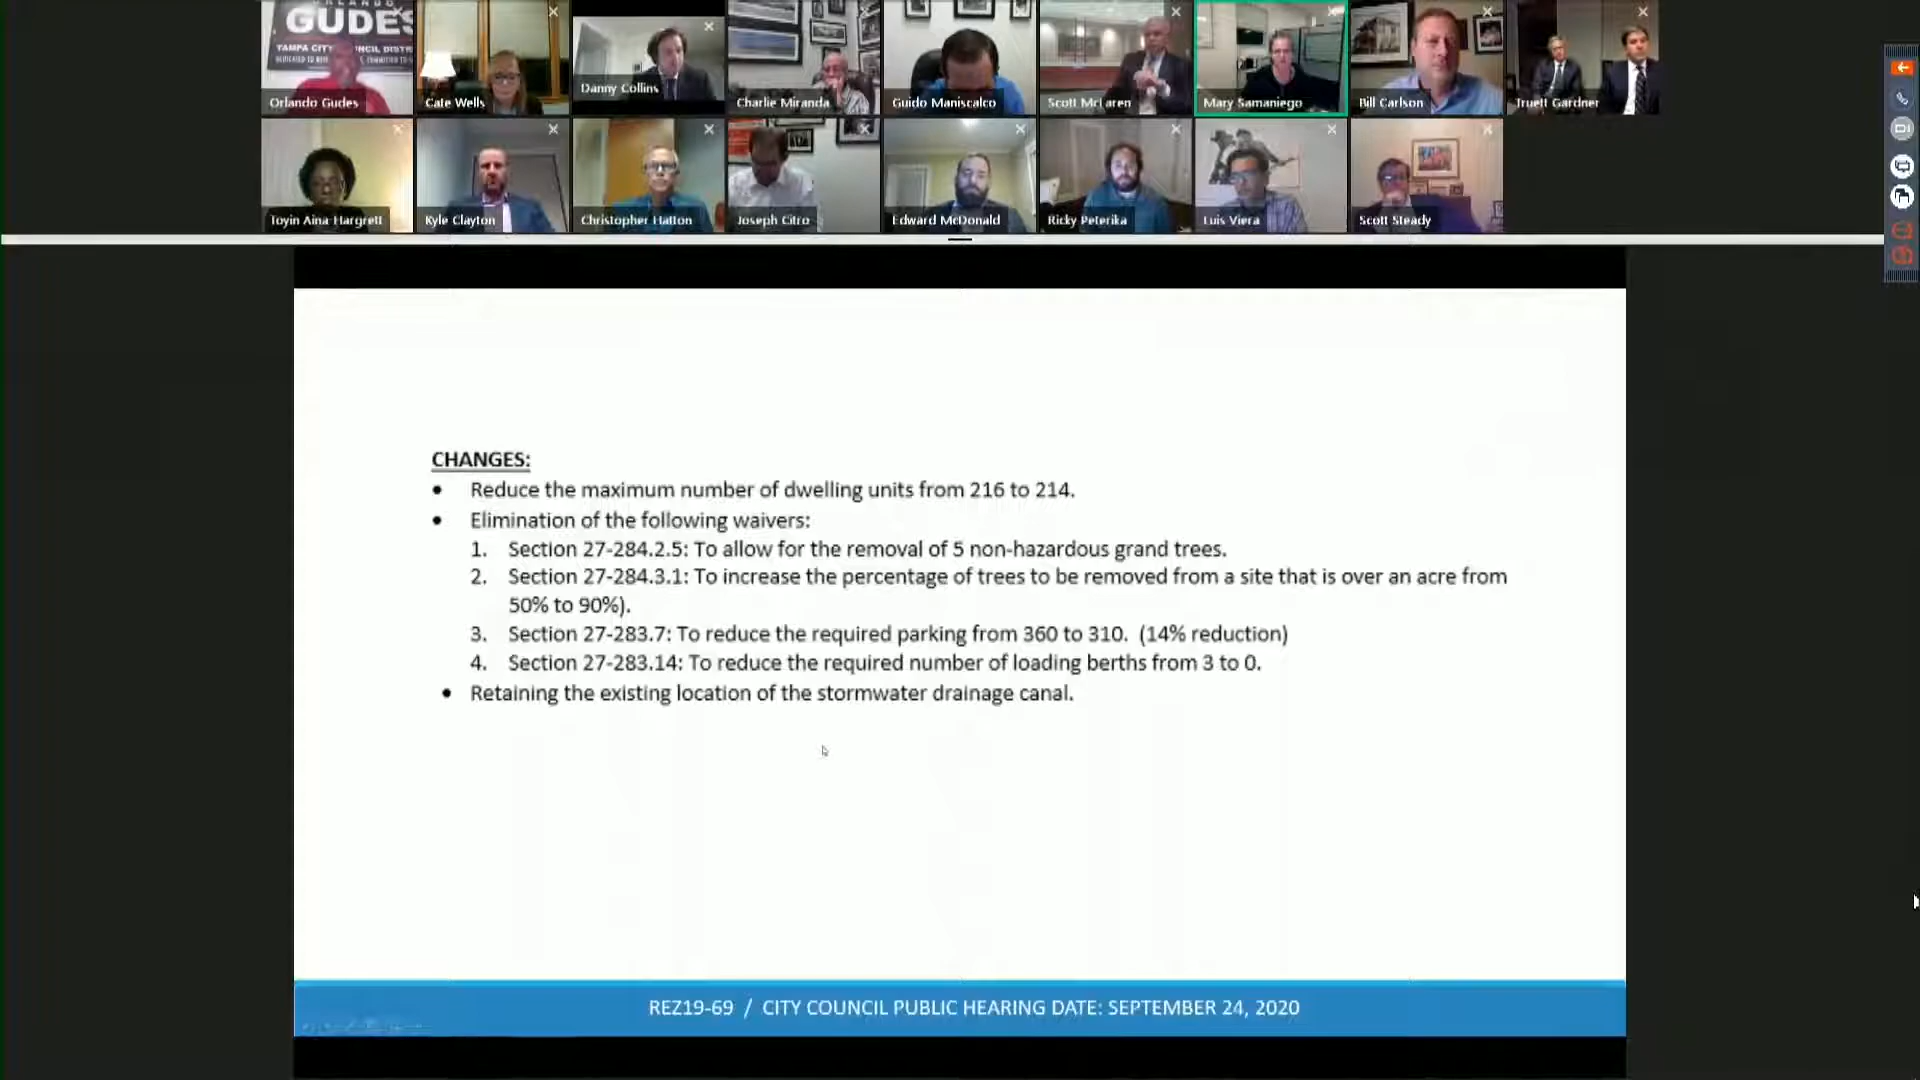 ORLANDO
GUDES
TAMPA CITY COUNCIL DISTR
Orlando Gudes
Cate Wells
Danny Collins
Charlie Miranda
Guido Maniscalco
Scott McLaren
Mary Samaniego
Bill Carlson
Truett Gardner
Toyin Aina-Hargrett
Kyle Clayton
Christopher Hatton
Joseph Citro
Edward McDonald
Ricky Peterika
Luis Viera
Scott Steady
CHANGES:
• Reduce the maximum number of dwelling units from 216 to 214.
• Elimination of the following waivers:
1. Section 27-284.2.5: To allow for the removal of 5 non-hazardous grand trees.
2. Section 27-284.3.1: To increase the percentage of trees to be removed from a site that is over an acre from
50% to 90%).
3. Section 27-283.7: To reduce the required parking from 360 to 310. (14% reduction)
4. Section 27-283.14: To reduce the required number of loading berths from 3 to 0.
• Retaining the existing location of the stormwater drainage canal.
REZ19-69 / CITY COUNCIL PUBLIC HEARING DATE: SEPTEMBER 24, 2020